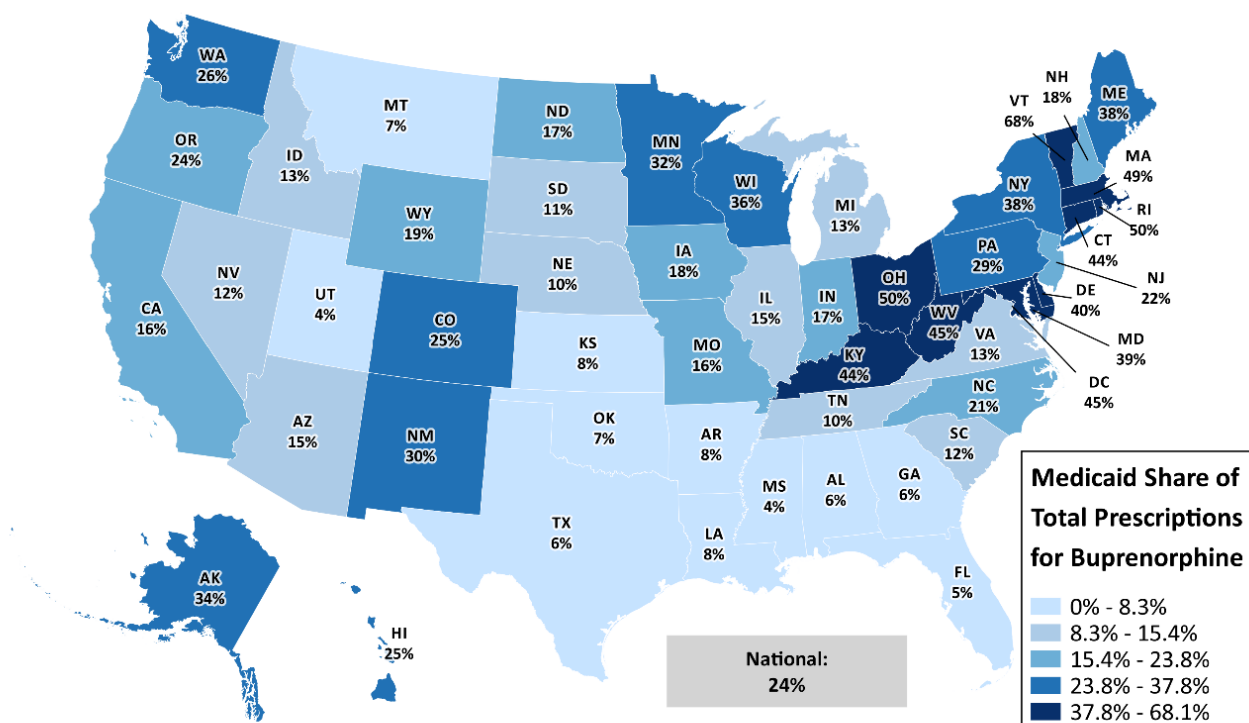 WA
26%
MT
7%
ND
17%
MN
32%
VT
68%
NH
18%
ME
38%
OR
24%
ID
13%
SD
11%
WI
36%
MI
13%
NY
38%
MA
49%
RI
50%
WY
19%
IA
18%
PA
29%
CT
44%
NJ
22%
NV
12%
UT
4%
CO
25%
NE
10%
IL
15%
IN
17%
OH
50%
WV
45%
DE
40%
MD
39%
DC
45%
CA
16%
KS
8%
MO
16%
KY
44%
VA
13%
NC
21%
TN
10%
SC
12%
AZ
15%
NM
30%
OK
7%
AR
8%
MS
4%
AL
6%
GA
6%
TX
6%
LA
8%
FL
5%
AK
34%
HI
25%
National:
24%
Medicaid Share of
Total Prescriptions
for Buprenorphine
0% - 8.3%
8.3% - 15.4%
15.4% - 23.8%
23.8% - 37.8%
37.8% - 68.1%